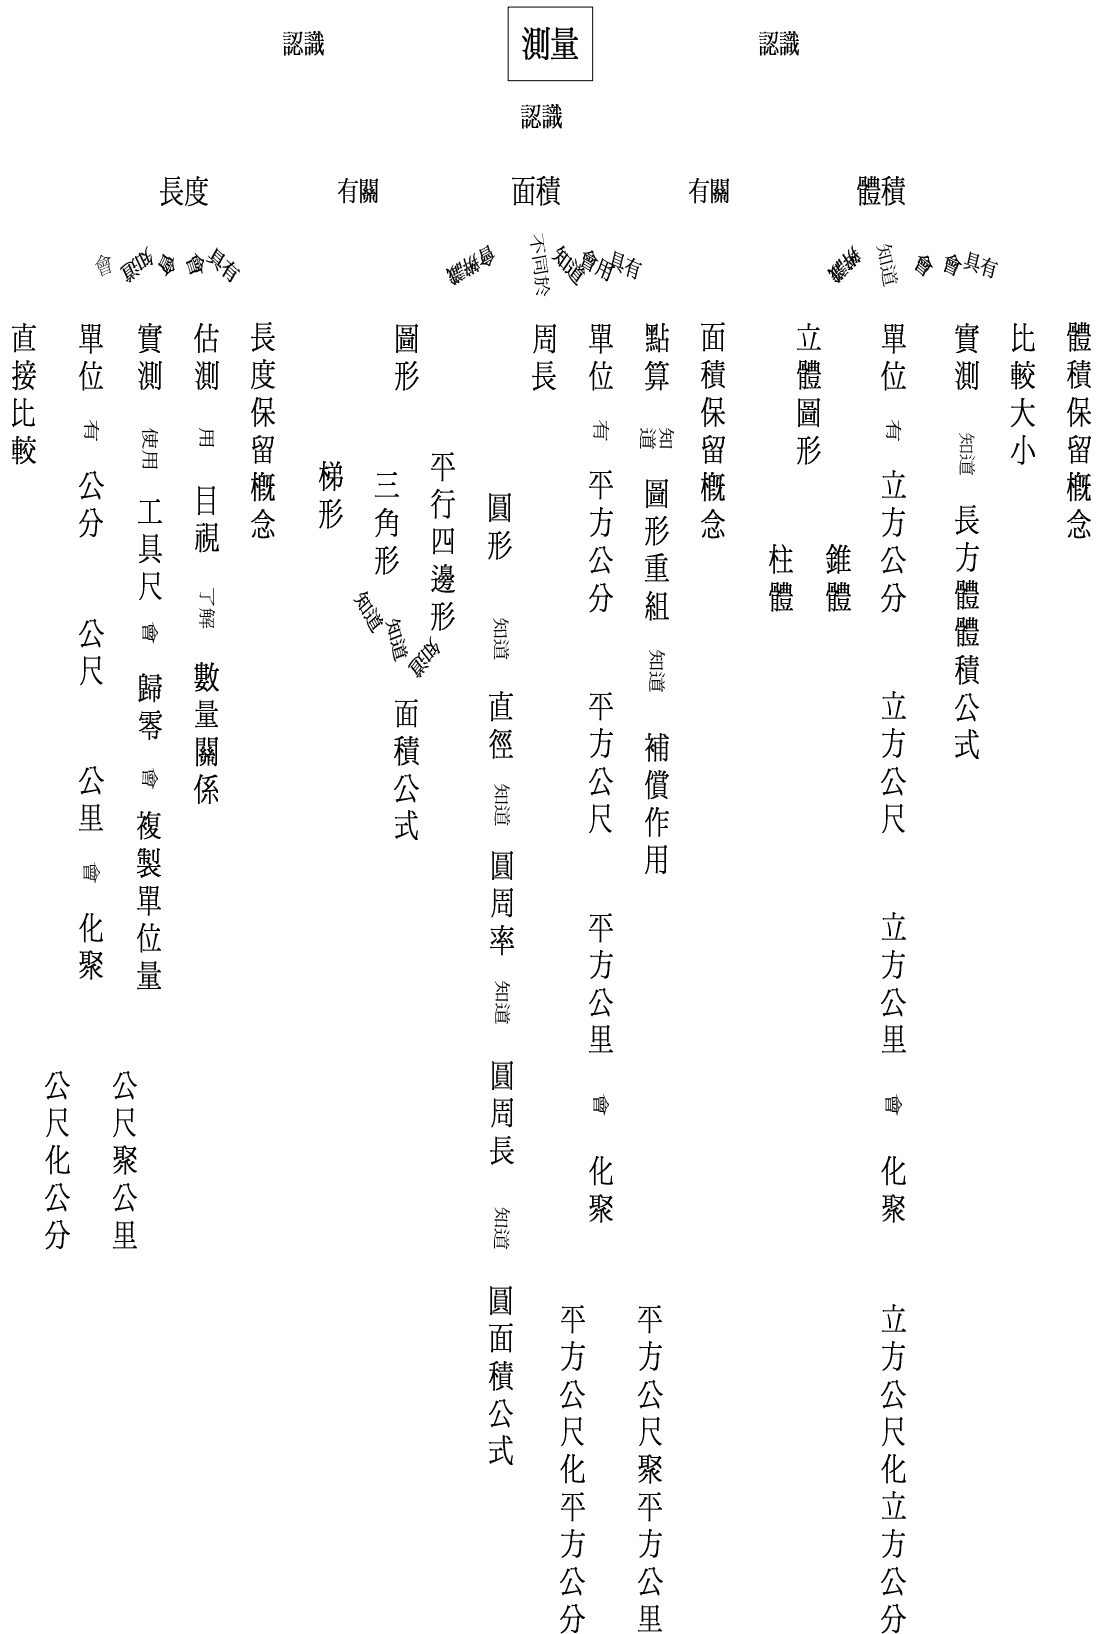 認識
測量
認識
認識
長度
有關
面積
有關
體積
會
知道
會
會
具有
會辨識
不同於
知道
會用
具有
辨識
知道
會
會
具有
直接比較
單位
有
公分
公尺
公里
會
化聚
公尺化公分
公尺聚公里
實測
使用
工具尺
會
歸零
會
複製單位量
估測
用
目視
了解
數量關係
長度保留概念
圖形
梯形
三角形
平行四邊形
知道
知道
知道
面積公式
圓形
知道
直徑
知道
圓周率
知道
圓周長
知道
圓面積公式
周長
單位
有
平方公分
平方公尺
平方公里
會
化聚
平方公尺化平方公分
平方公尺聚平方公里
點算
知道
圖形重組
知道
補償作用
面積保留概念
立體圖形
柱體
錐體
單位
有
立方公分
立方公尺
立方公里
會
化聚
立方公尺化立方公分
實測
知道
長方體體積公式
比較大小
體積保留概念